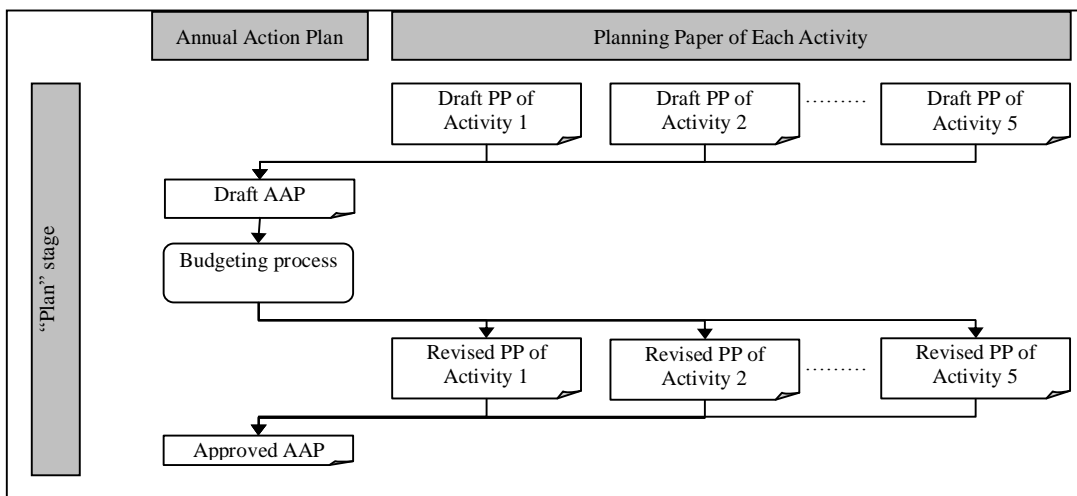 Annual Action Plan
Planning Paper of Each Activity
"Plan" stage
Draft PP of
Activity 1
Draft PP of
Activity 2
.........
Draft PP of
Activity 5
Draft AAP
Budgeting process
Revised PP of
Activity 1
Revised PP of
Activity 2
.........
Revised PP of
Activity 5
Approved AAP